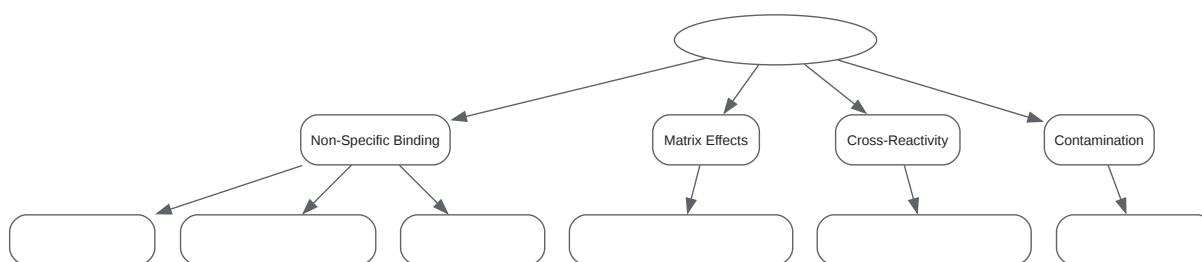 Non-Specific Binding
Matrix Effects
Cross-Reactivity
Contamination